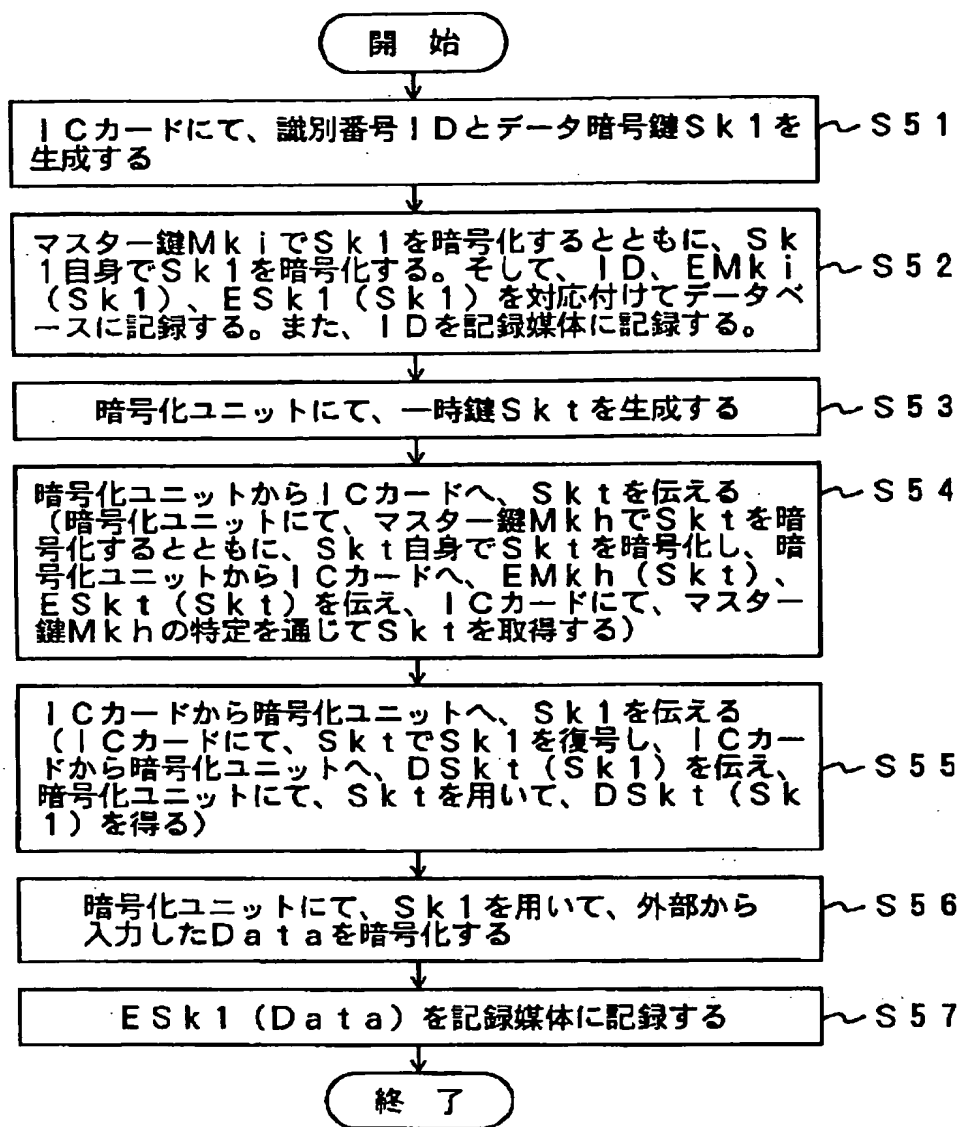 開 始
ICカードにて、識別番号IDとデータ暗号鍵Sk1を
生成する
S51
マスター鍵MkiでSk1を暗号化するとともに、Sk
1自身でSk1を暗号化する。そして、ID、EMki
(Sk1)、ESk1(Sk1)を対応付けてデータベ
ースに記録する。また、IDを記録媒体に記録する。
S52
暗号化ユニットにて、一時鍵Sktを生成する
S53
暗号化ユニットからICカードへ、Sktを伝える
(暗号化ユニットにて、マスター鍵MkhでSktを暗
号化するとともに、Skt自身でSktを暗号化し、暗
号化ユニットからICカードへ、EMkh(Skt)、
ESkt(Skt)を伝え、ICカードにて、マスター
鍵Mkhの特定を通じてSktを取得する)
S54
ICカードから暗号化ユニットへ、Sk1を伝える
(ICカードにて、SktでSk1を復号し、ICカー
ドから暗号化ユニットへ、DSkt(Sk1)を伝え、
暗号化ユニットにて、Sktを用いて、DSkt(Sk
1)を得る)
S55
暗号化ユニットにて、Sk1を用いて、外部から
入力したDataを暗号化する
S56
ESk1(Data)を記録媒体に記録する
S57
終 了